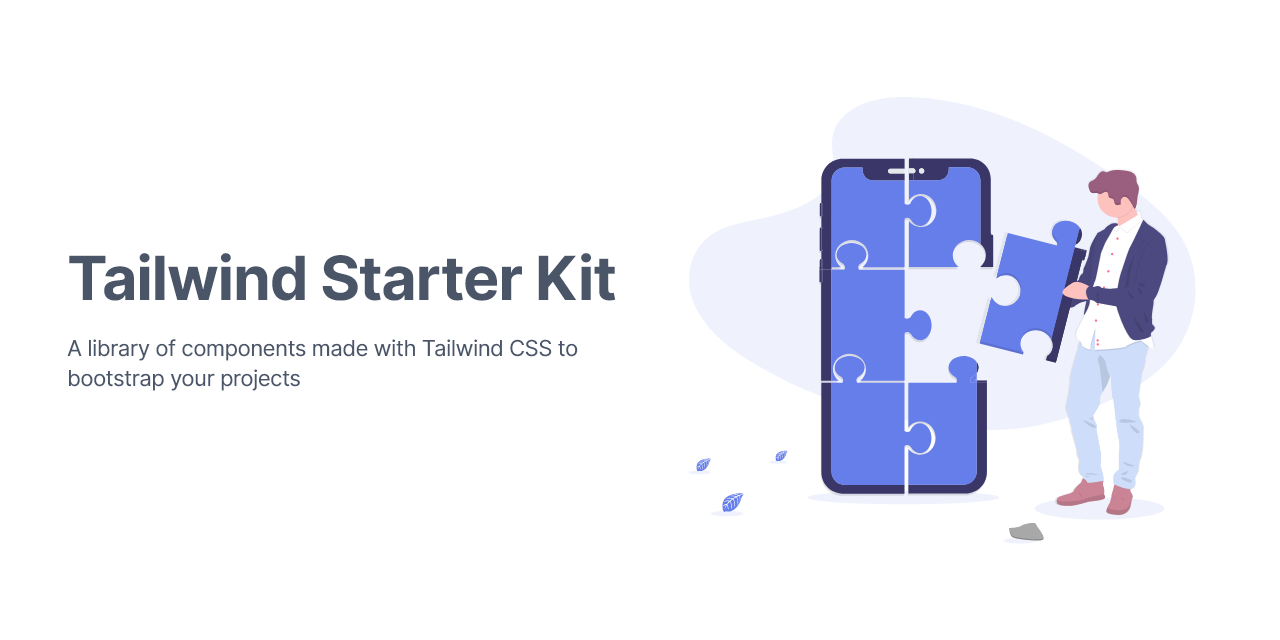 Tailwind Starter Kit
A library of components made with Tailwind CSS to
bootstrap your projects